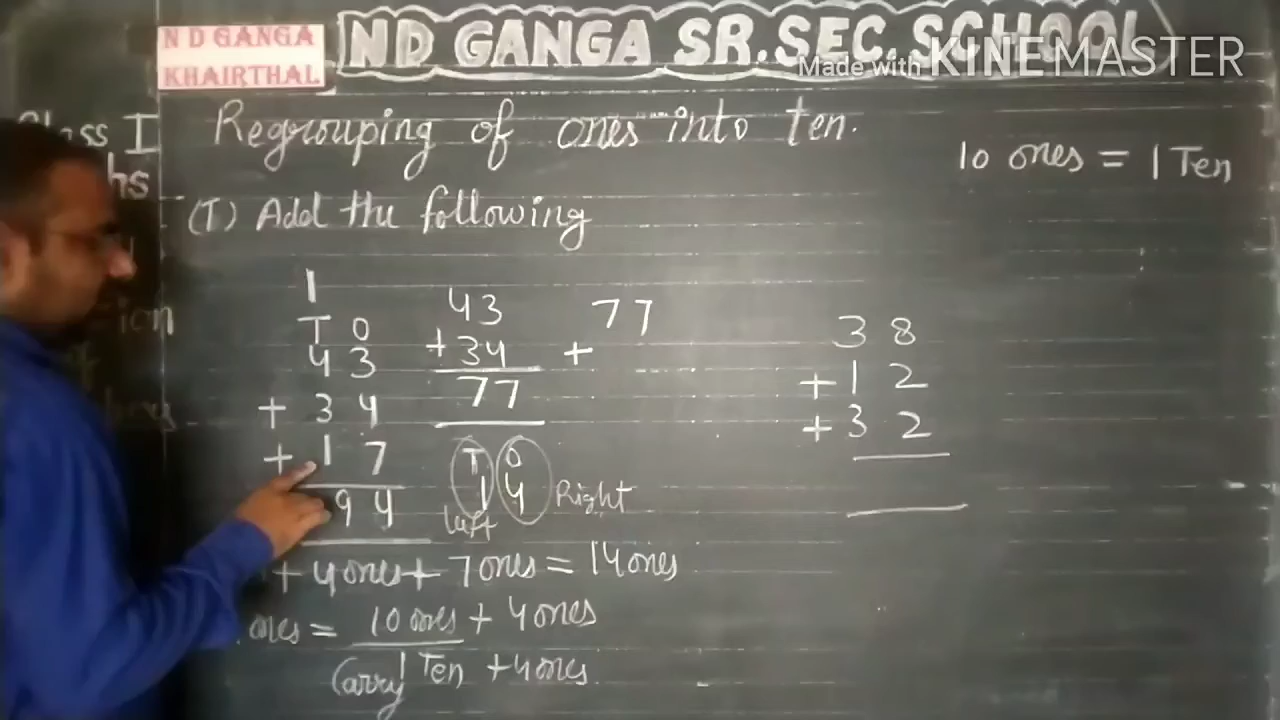 N D GANGA
KHAIRTHAL
ND GANGA SR. SEC. SCHOOL
Made with KINEMASTER
Class I
Regrouping of ones into ten.
10 ones = 1 Ten
(I) Add the following
1
T O
4 3
+ 3 4
+ 1 7
9 4
43
+34
77
77
+
T O
1 4
Left
Right
3 8
+ 1 2
+ 3 2
+ 4 ones + 7 ones = 14 ones
ones = 10 ones + 4 ones
Carry 1 Ten + 4 ones